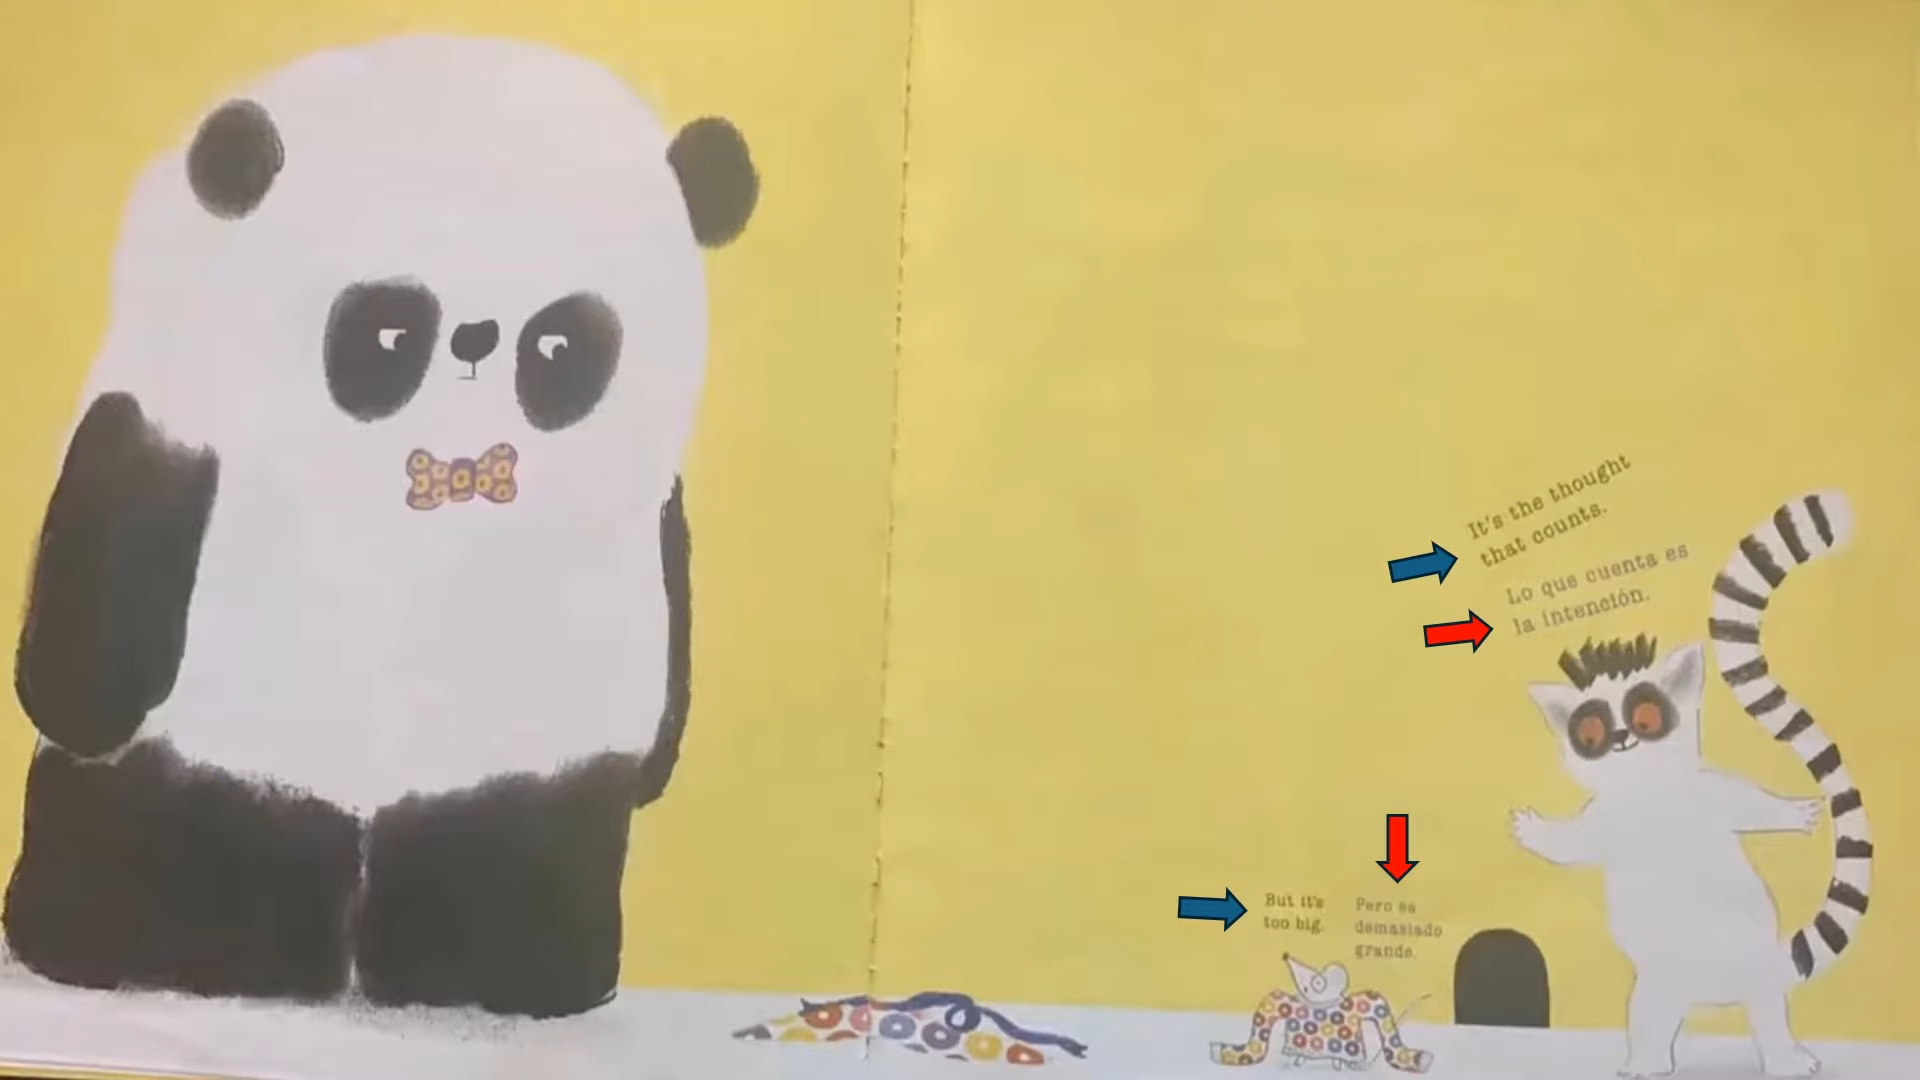 It's the thought
that counts.
Lo que cuenta es
la intención.
But it's
too big.
Pero es
demasiado
grande.